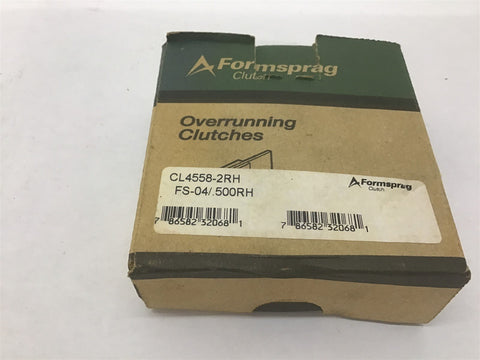 Formsprag
Clutch
Overrunning
Clutches
CL4558-2RH
FS-04/.500RH
Formsprag
Clutch
7 86582 32068 1
7 86582 32068 1